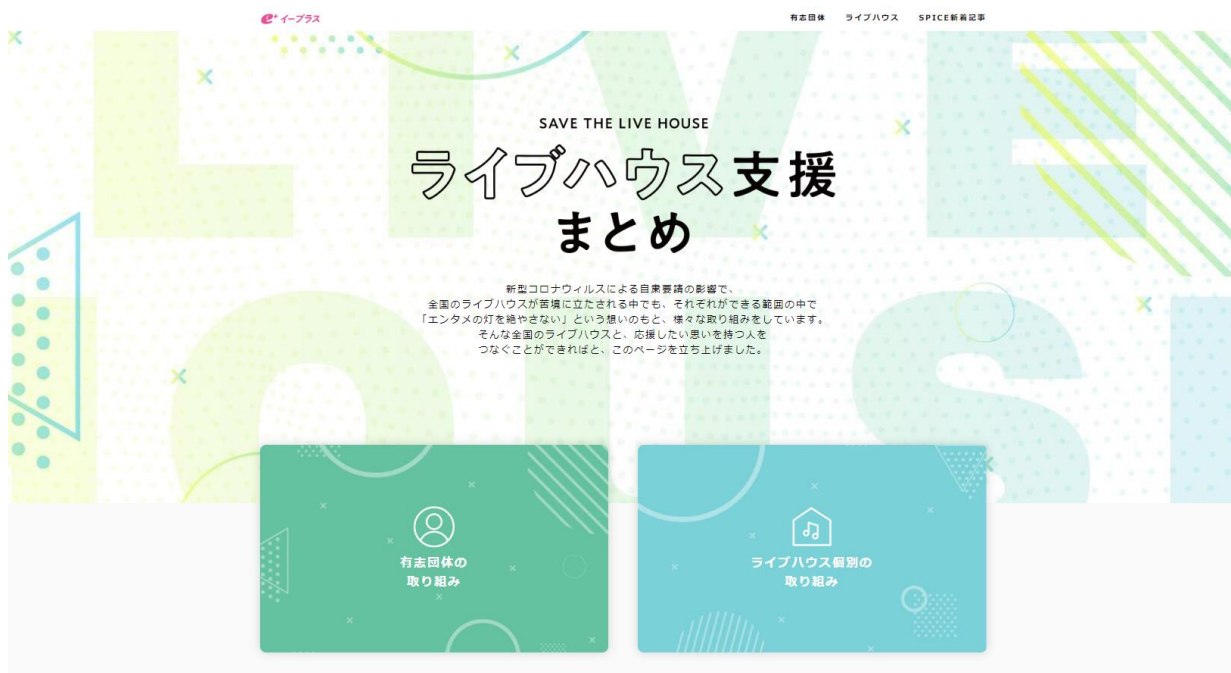 e+ イープラス
有志団体 ライブハウス SPICE新着記事
LIVE
SAVE THE LIVE HOUSE
ライブハウス支援
まとめ
新型コロナウィルスによる自粛要請の影響で、
全国のライブハウスが苦境に立たされる中でも、それぞれができる範囲の中で
「エンタメの灯を絶やさない」という想いのもと、様々な取り組みをしています。
そんな全国のライブハウスと、応援したい思いを持つ人を
つなぐことができればと、このページを立ち上げました。
有志団体の
取り組み
ライブハウス個別の
取り組み